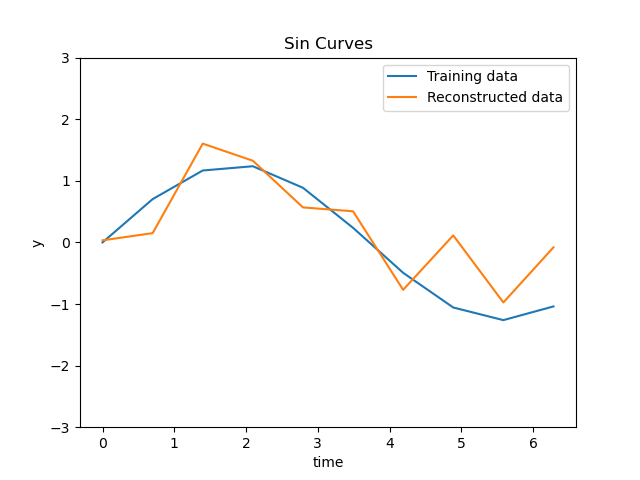 Sin Curves
Training data
Reconstructed data
3
2
1
0
−1
−2
−3
y
0 1 2 3 4 5 6
time